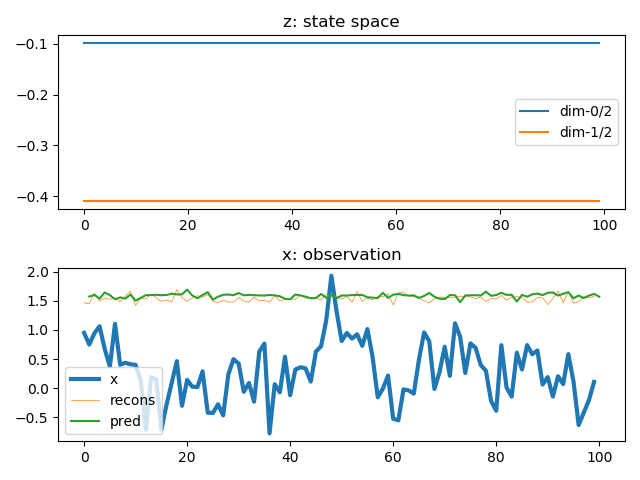 z: state space
−0.1
−0.2
−0.3
−0.4
dim-0/2
dim-1/2
0 20 40 60 80 100
x: observation
2.0
1.5
1.0
0.5
0.0
−0.5
x
recons
pred
0 20 40 60 80 100